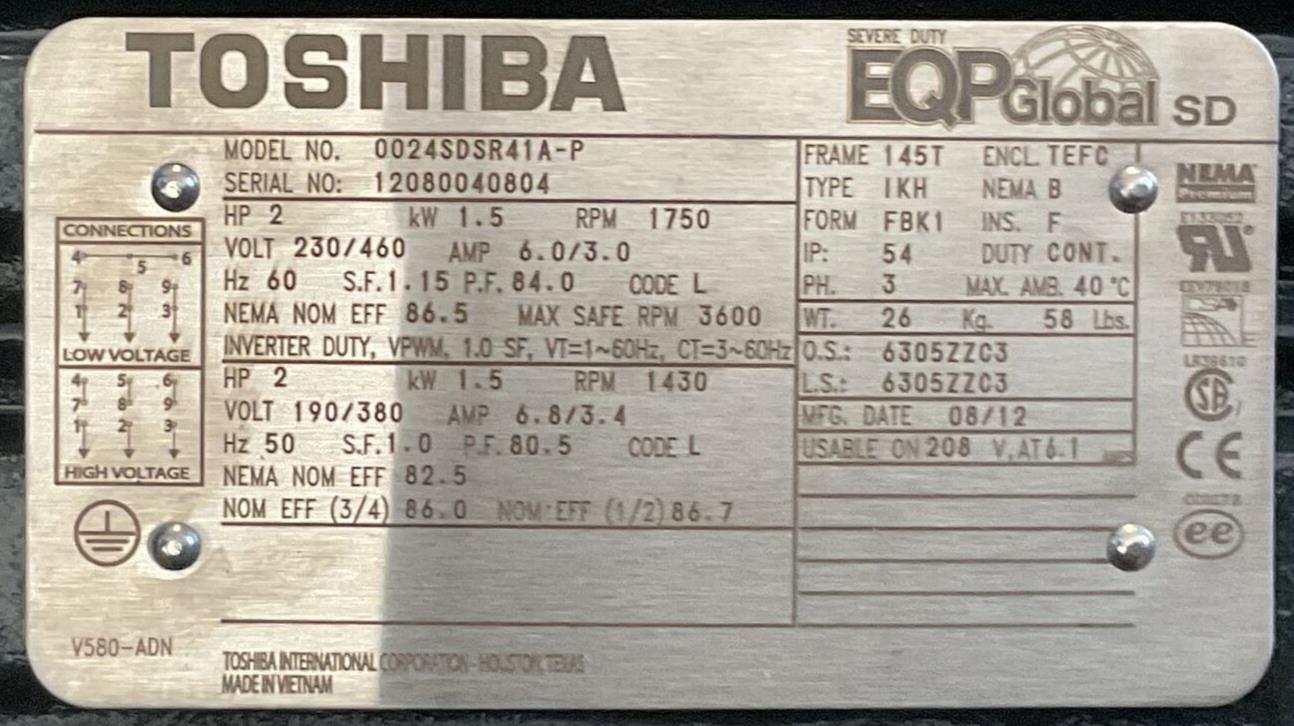 TOSHIBA
SEVERE DUTY
EQP Global SD
MODEL NO. 0024SDSR41A-P
SERIAL NO: 12080040804
HP 2 kW 1.5 RPM 1750
VOLT 230/460 AMP 6.0/3.0
Hz 60 S.F. 1.15 P.F. 84.0 CODE L
NEMA NOM EFF 86.5 MAX SAFE RPM 3600
INVERTER DUTY, VPWM, 1.0 SF, VT=1~60Hz, CT=3~60Hz
HP 2 kW 1.5 RPM 1430
VOLT 190/380 AMP 6.8/3.4
Hz 50 S.F. 1.0 P.F. 80.5 CODE L
NEMA NOM EFF 82.5
NOM EFF (3/4) 86.0 NOM EFF (1/2) 86.7
FRAME 145T ENCL. TEFC
TYPE IKH NEMA B
FORM FBK1 INS. F
IP: 54 DUTY CONT.
PH. 3 MAX. AMB. 40 °C
WT. 26 Kg. 58 Lbs.
O.S.: 6305ZZC3
L.S.: 6305ZZC3
MFG. DATE 08/12
USABLE ON 208 V, AT 6.1
CONNECTIONS
4 5 6
7 8 9
1 2 3
LOW VOLTAGE
4 5 6
7 8 9
1 2 3
HIGH VOLTAGE
NEMA
Premium
CE
ee
V580-ADN
TOSHIBA INTERNATIONAL CORPORATION - HOUSTON, TEXAS
MADE IN VIETNAM